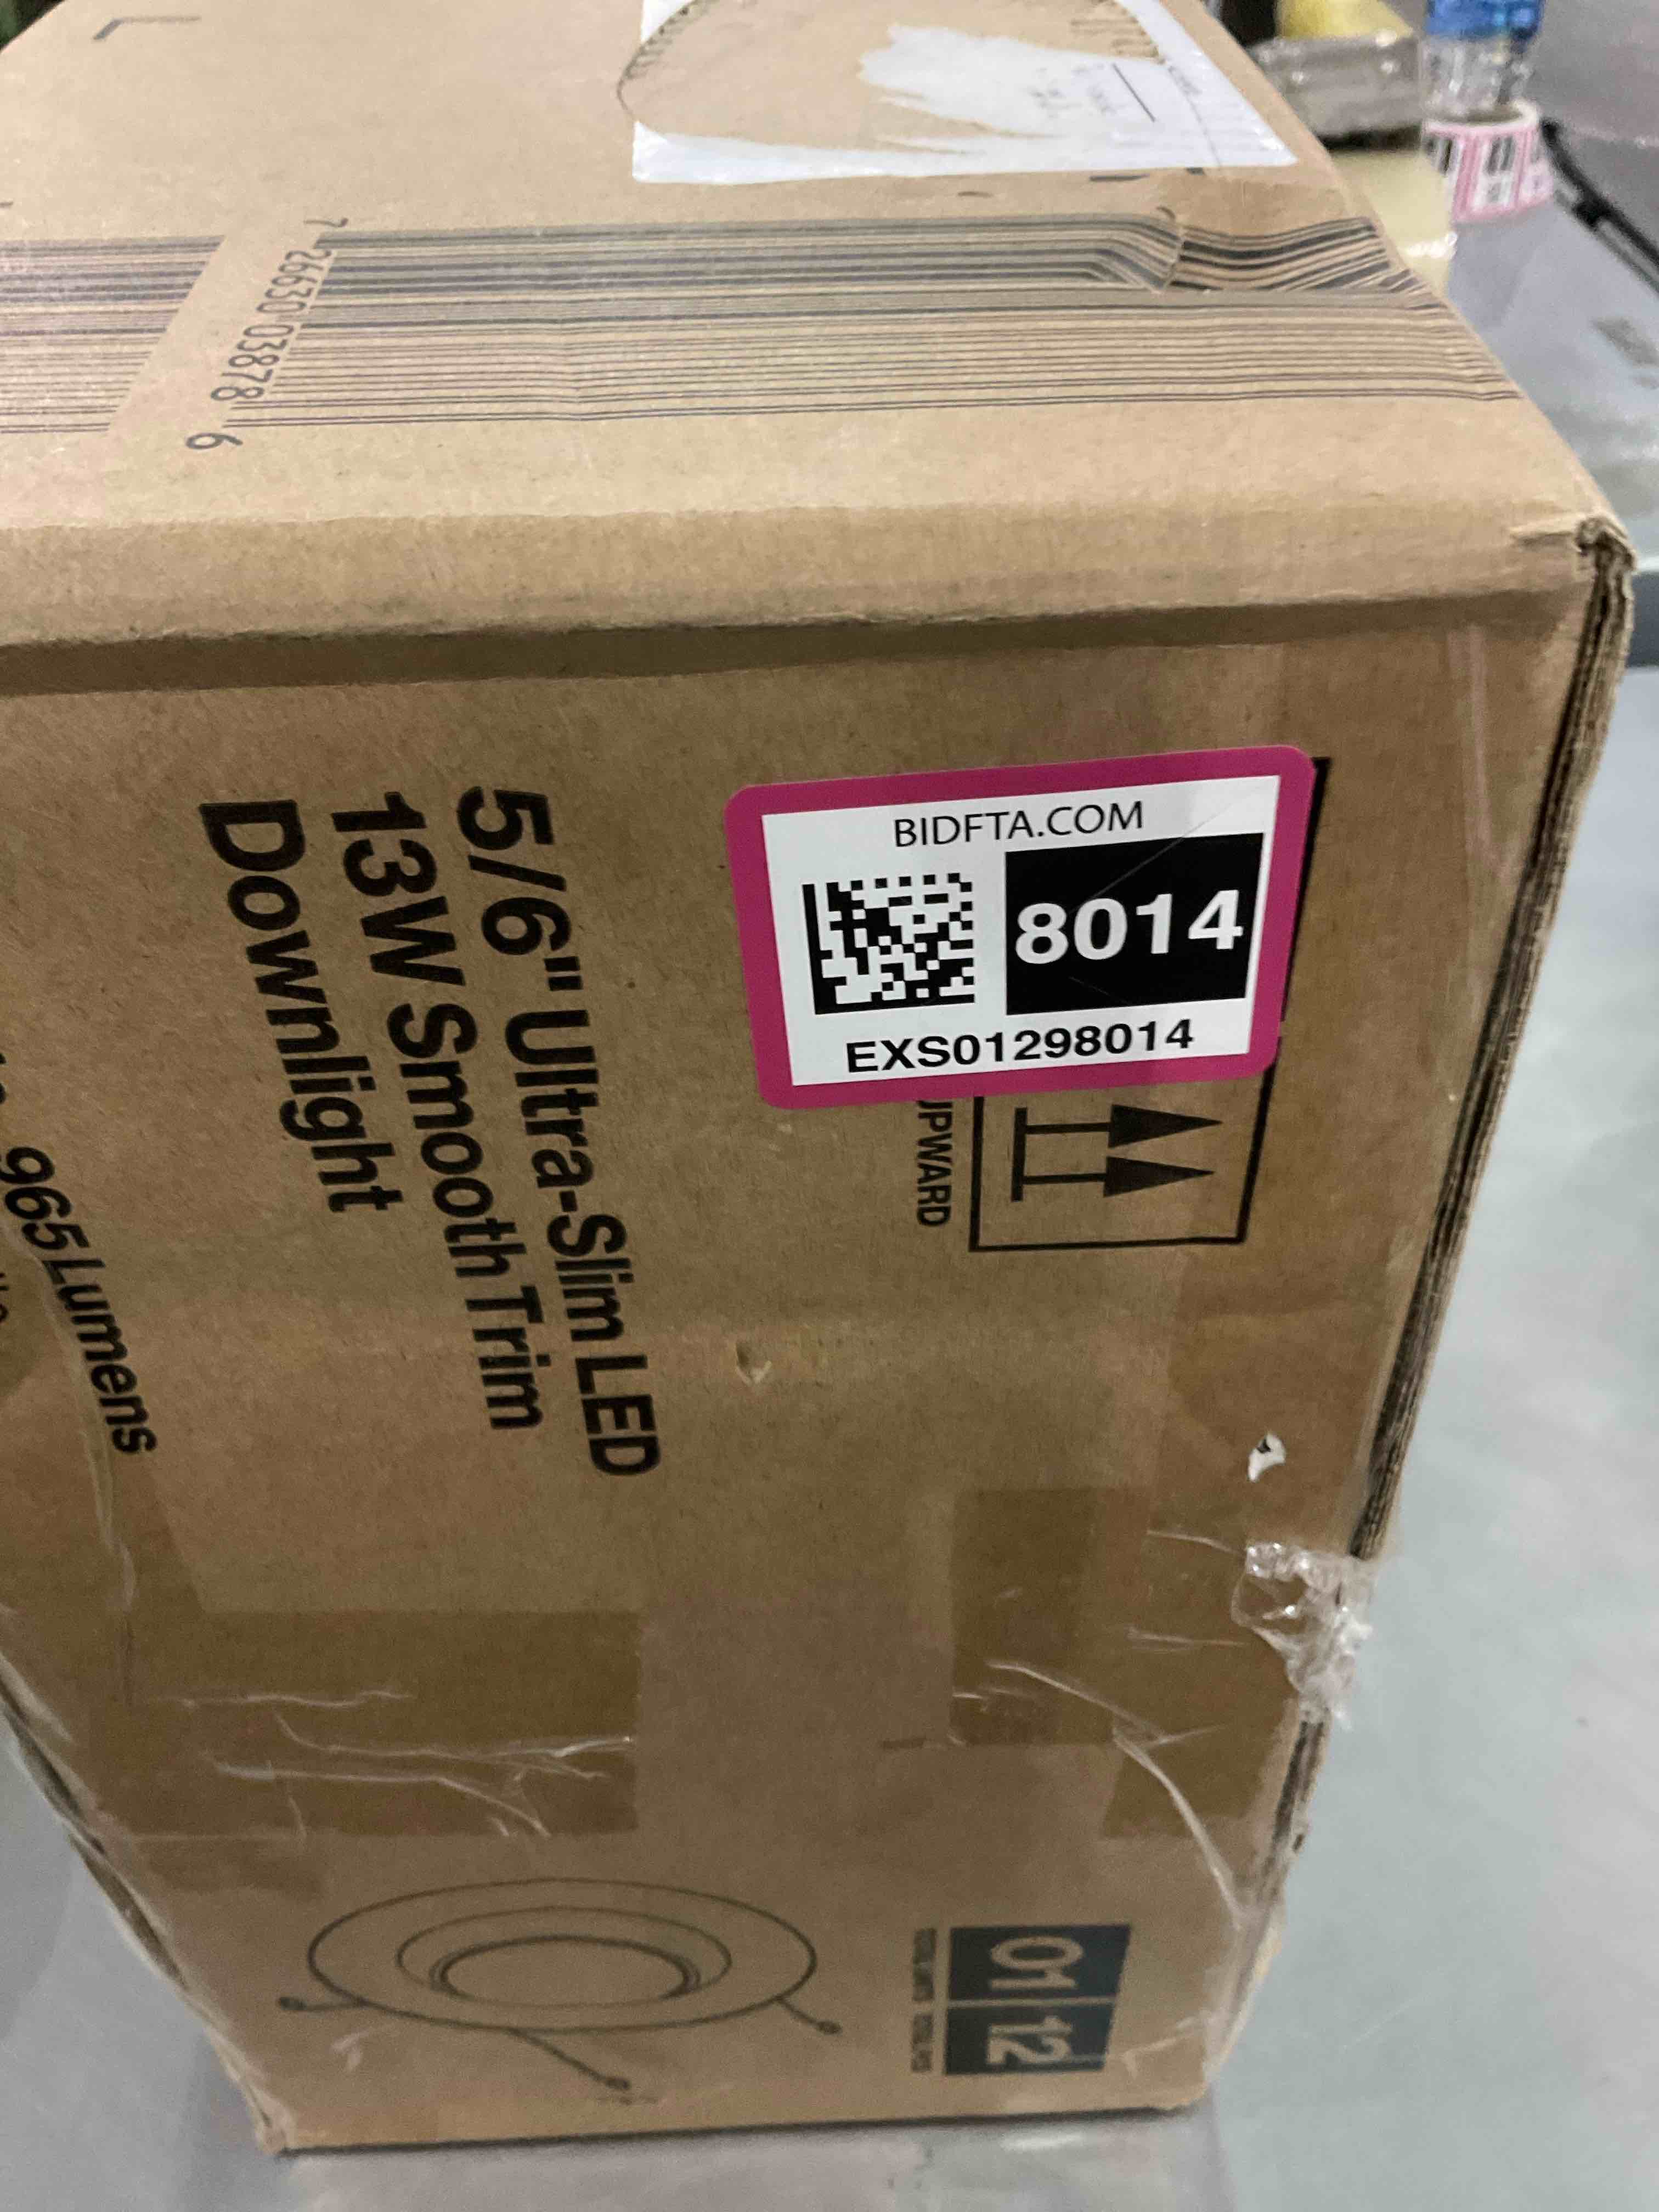 7 26630 03878 6
BIDFTA.COM
8014
EXS01298014
UPWARD
5/6" Ultra-Slim LED
13W Smooth Trim
Downlight
965 Lumens
01 12